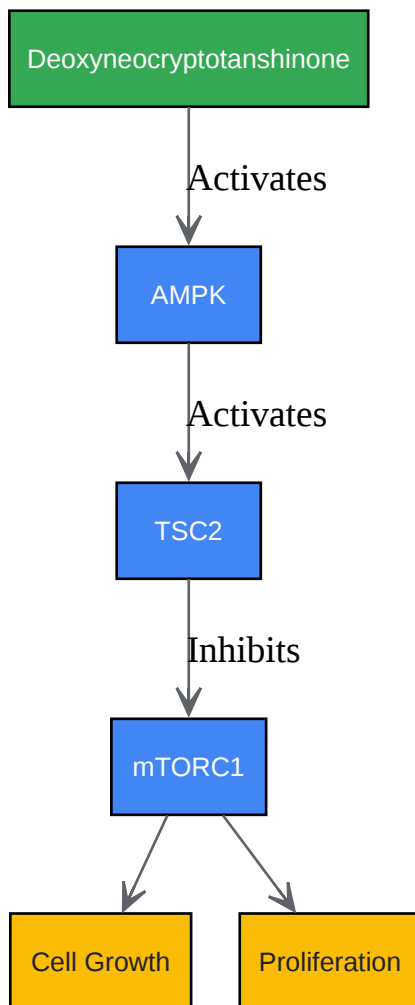 Deoxyneocryptotanshinone
Activates
AMPK
Activates
TSC2
Inhibits
mTORC1
Cell Growth
Proliferation